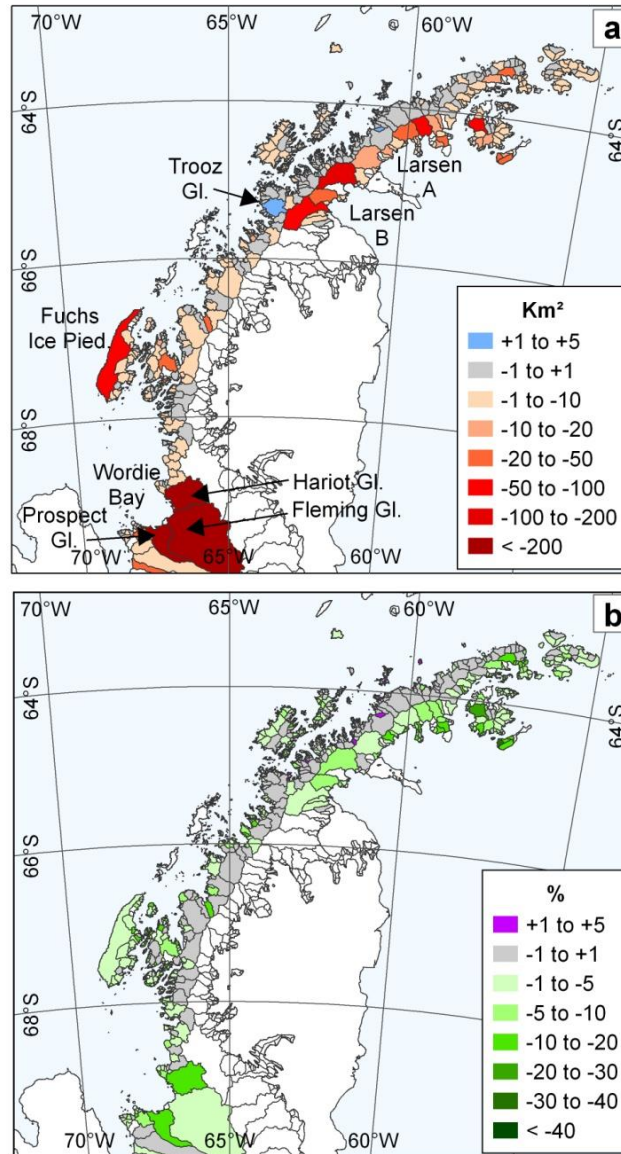 70°W
65°W
60°W
a
64°S
64°S
Trooz
Gl.
Larsen
A
Larsen
B
66°S
Fuchs
Ice Pied.
68°S
Wordie
Bay
Hariot Gl.
Fleming Gl.
Prospect
Gl.
70°W
65°W
60°W
Km²
+1 to +5
-1 to +1
-1 to -10
-10 to -20
-20 to -50
-50 to -100
-100 to -200
< -200
70°W
65°W
60°W
b
64°S
64°S
66°S
68°S
70°W
65°W
60°W
%
+1 to +5
-1 to +1
-1 to -5
-5 to -10
-10 to -20
-20 to -30
-30 to -40
< -40